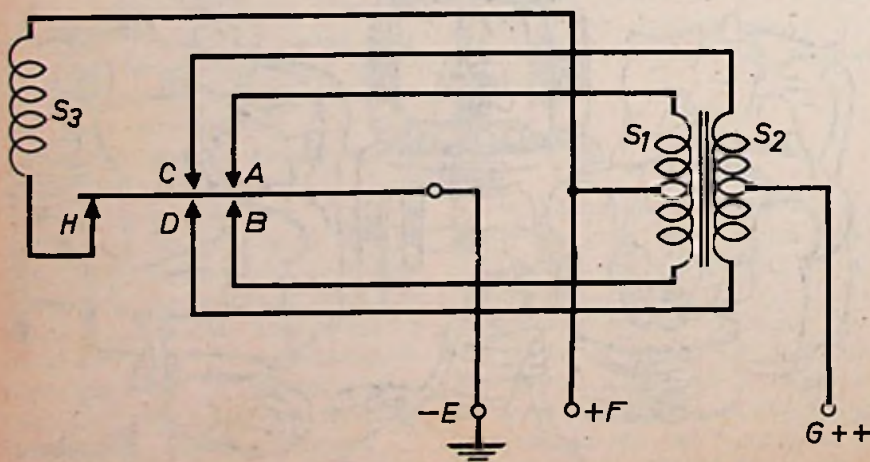 S3
C A
S1 S2
H D B
-E +F
G++